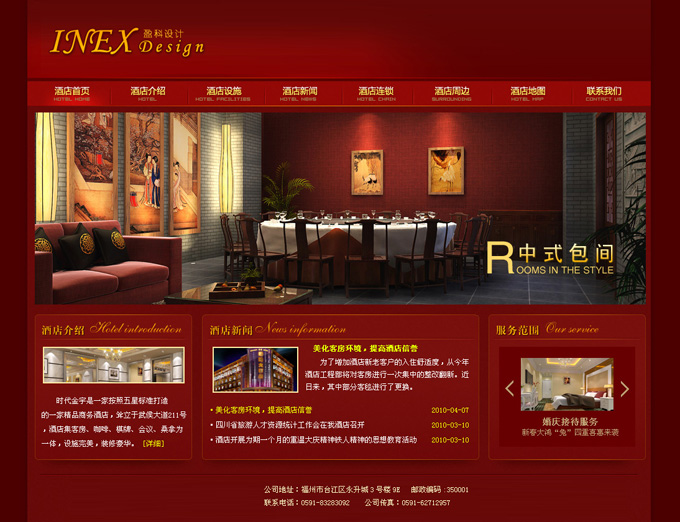 INEX 盈科设计
Design
酒店首页 酒店介绍 酒店设施 酒店新闻 酒店连锁 酒店周边 酒店地图 联系我们
HOTEL HOME HOTEL HOTEL FACILITIES HOTEL NEWS HOTEL CHAIN SURROUNDING HOTEL MAP CONTACT US
R中式包间
OOMS IN THE STYLE
酒店介绍 Hotel introduction
时代金宇是一家按照五星标准打造
的一家精品商务酒店,耸立于武侯大道211号
,酒店集客房、咖啡、棋牌、会议、桑拿为
一体,设施完美,装修豪华。 [详细]
酒店新闻 News information
美化客房环境,提高酒店信誉
为了增加酒店新老客户的入住舒适度,从今年
酒店工程部将对客房进行一次集中的整改翻新。近
日来,其中部分客毯进行了更换。
• 美化客房环境,提高酒店信誉 2010-04-07
• 四川省旅游人才资源统计工作会在我酒店召开 2010-03-10
• 酒店开展为期一个月的重温大庆精神铁人精神的思想教育活动 2010-03-10
服务范围 Our service
婚庆接待服务
新春大鸿“兔”四重喜惠来袭
公司地址:福州市台江区永升城 3 号楼 9E 邮政编码:350001
联系电话:0591-83283092 公司传真:0591-62712957